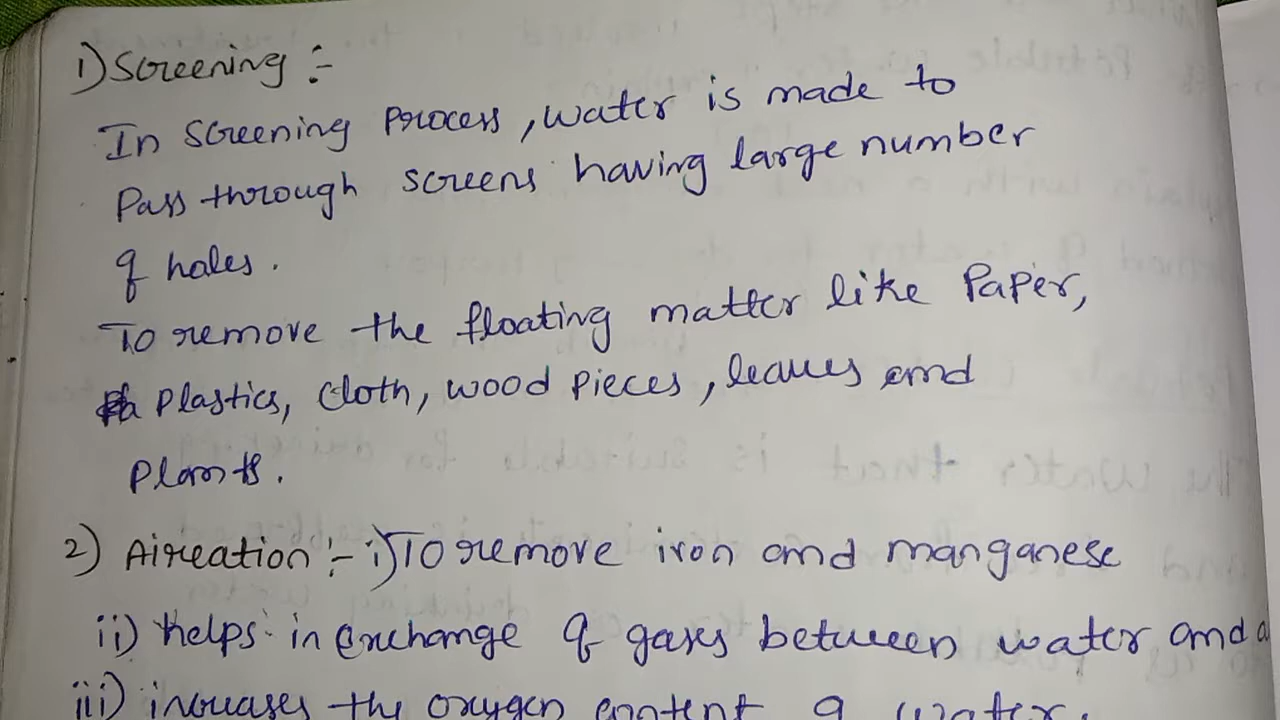 1) Screening :-
In screening process, water is made to
Pass through screens having large number
of holes.
To remove the floating matter like Paper,
Plastics, cloth, wood pieces, leaves and
Plants.
2) Aireation :- i) To remove iron and manganese
ii) helps in exchange of gases between water and a
iii) increases the oxygen content of water.